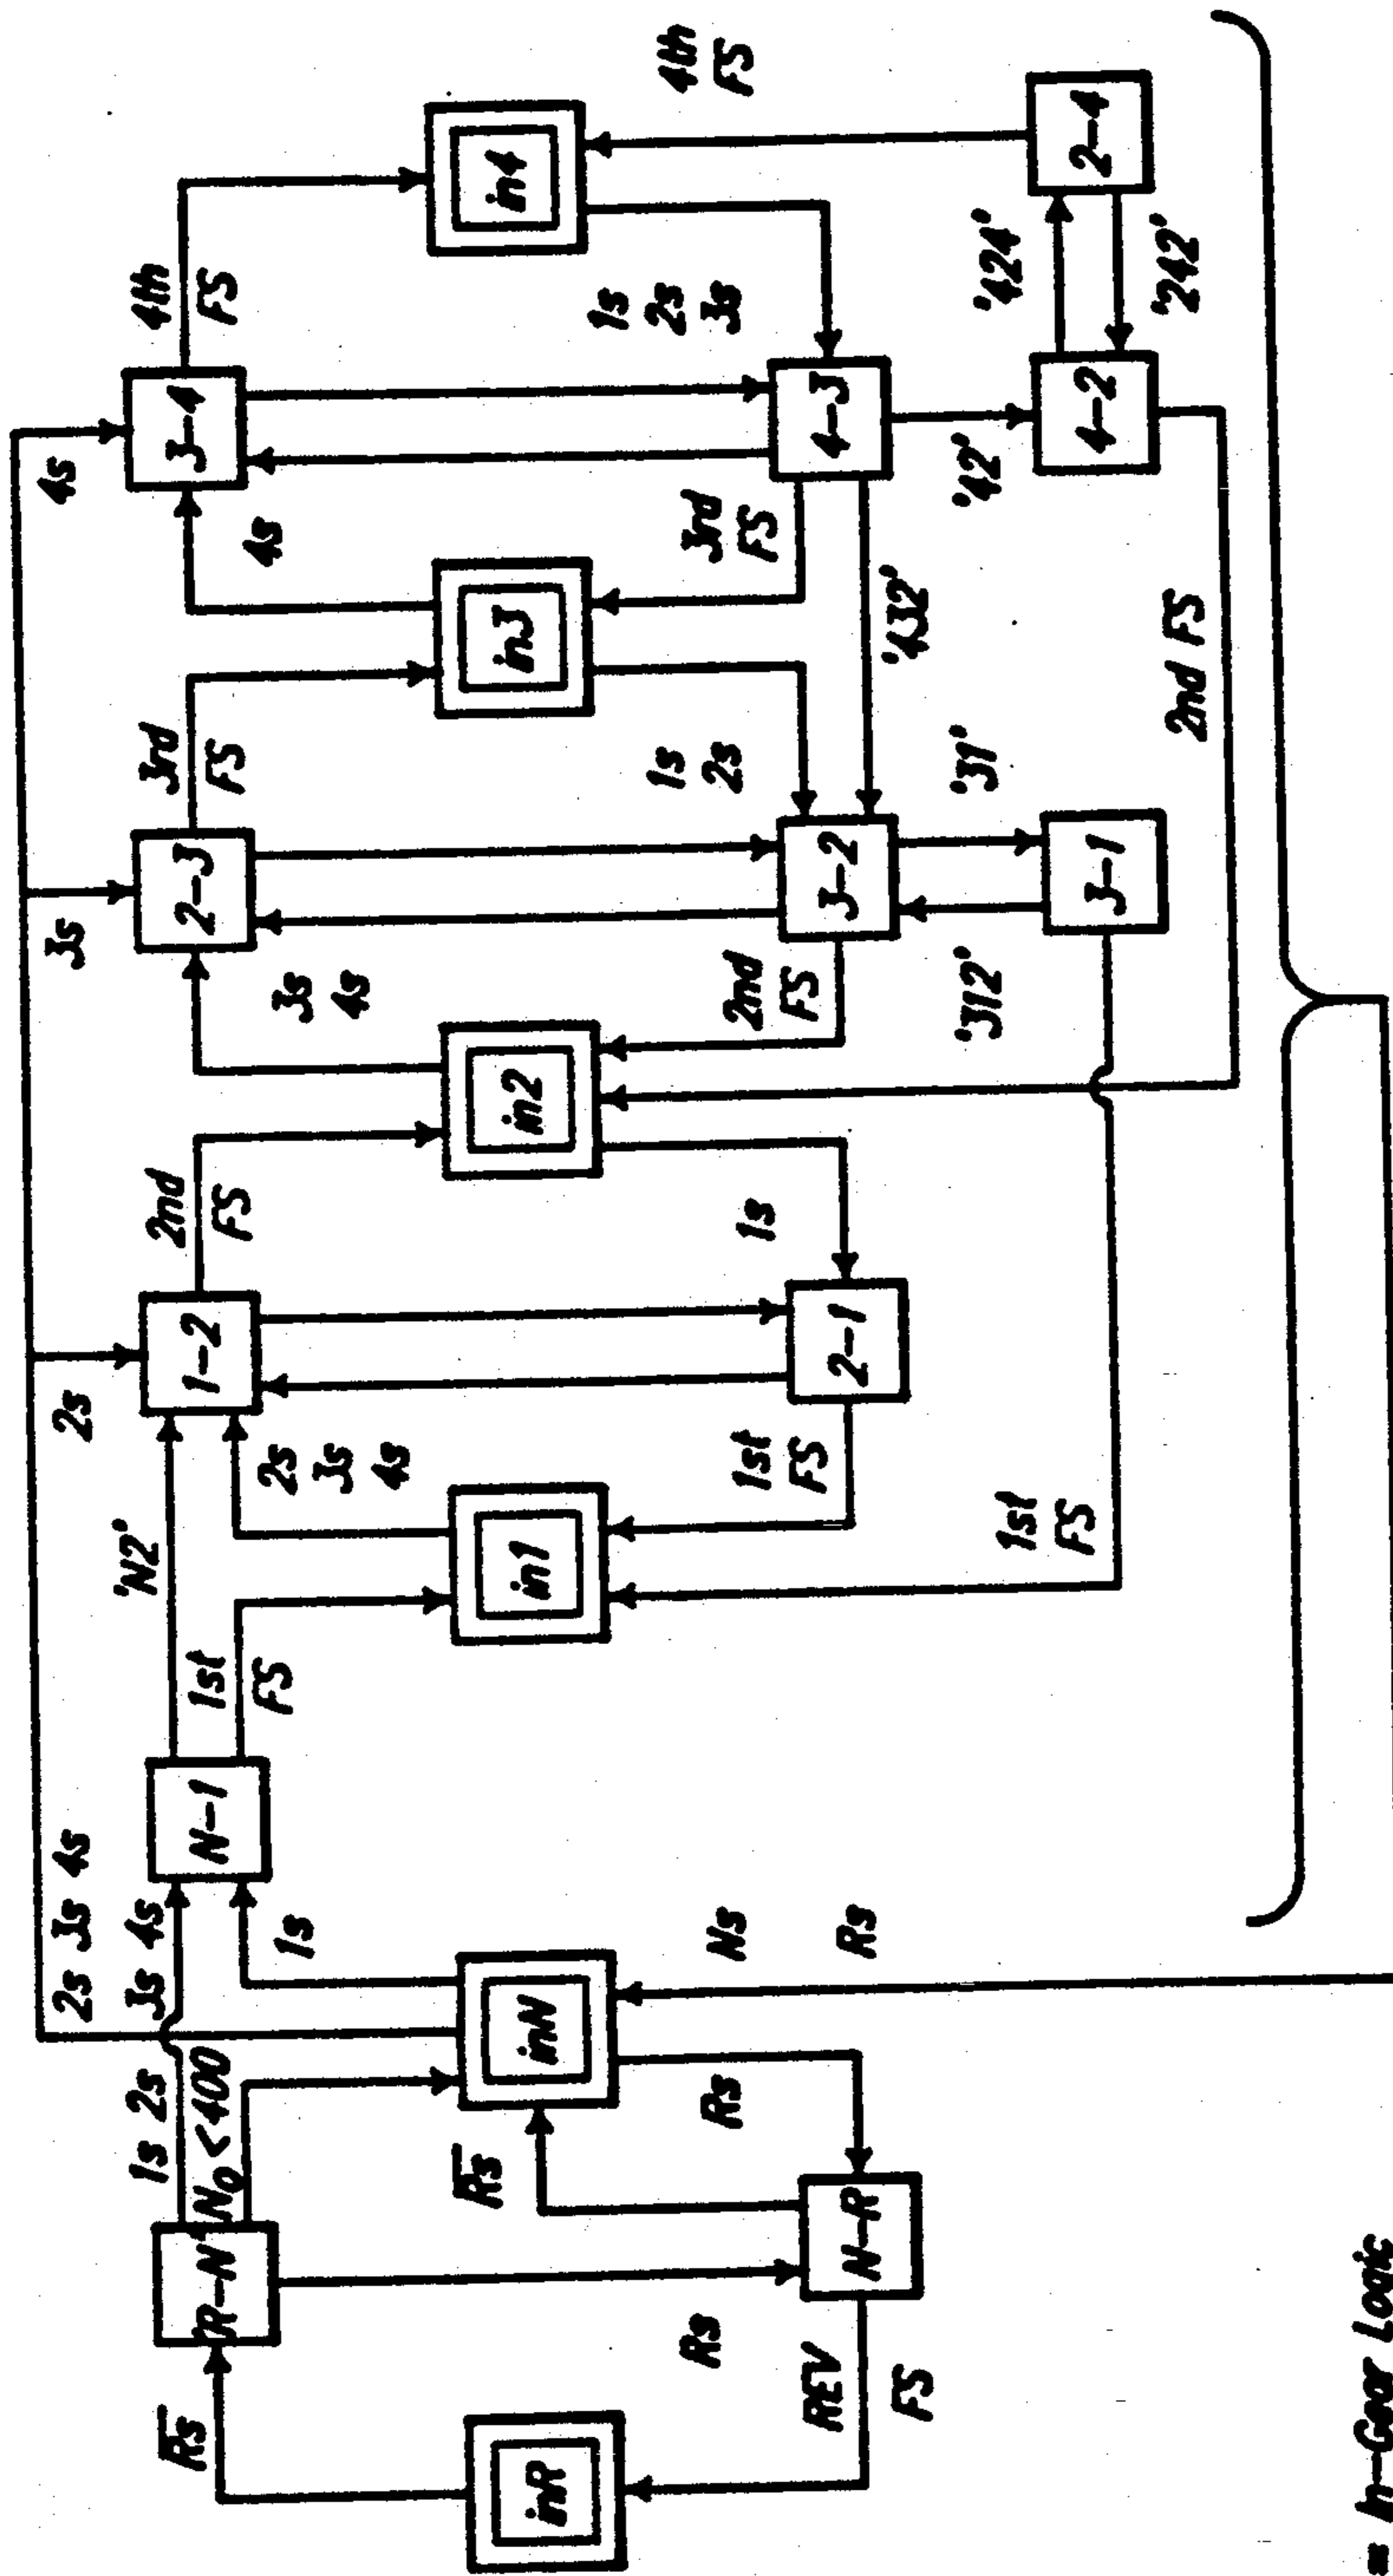 4s
3s
2s
2s 3s 4s
3-4
4th
FS
4s
2-3
3rd
FS
3s
4s
1-2
2nd
FS
'N2'
2s
3s
4s
N-1
1st
FS
1s 2s 3s 4s
1s
R-N
N₀<400
R̅s̅
in4
in3
in2
in1
inN
inR
4th
F̅S̅
1s
2s
3s
3rd
FS
4-3
1s
2s
'432'
2nd
FS
3-2
1s
1st
FS
2-1
Ns
Rs
Rs
R̅s̅
N-R
Rs
REV
FS
'42'
'424'
2-4
'242'
4-2
'31'
'312'
3-1
2nd FS
1st
FS
= In-Gear Logic